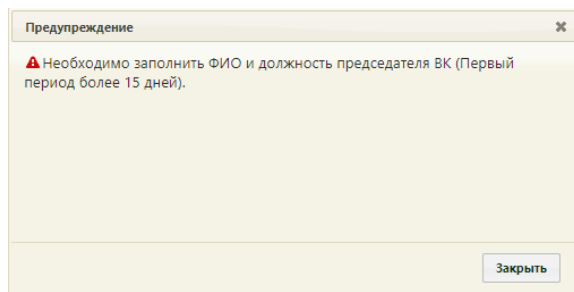 Предупреждение
Необходимо заполнить ФИО и должность председателя ВК (Первый
период более 15 дней).
Закрыть